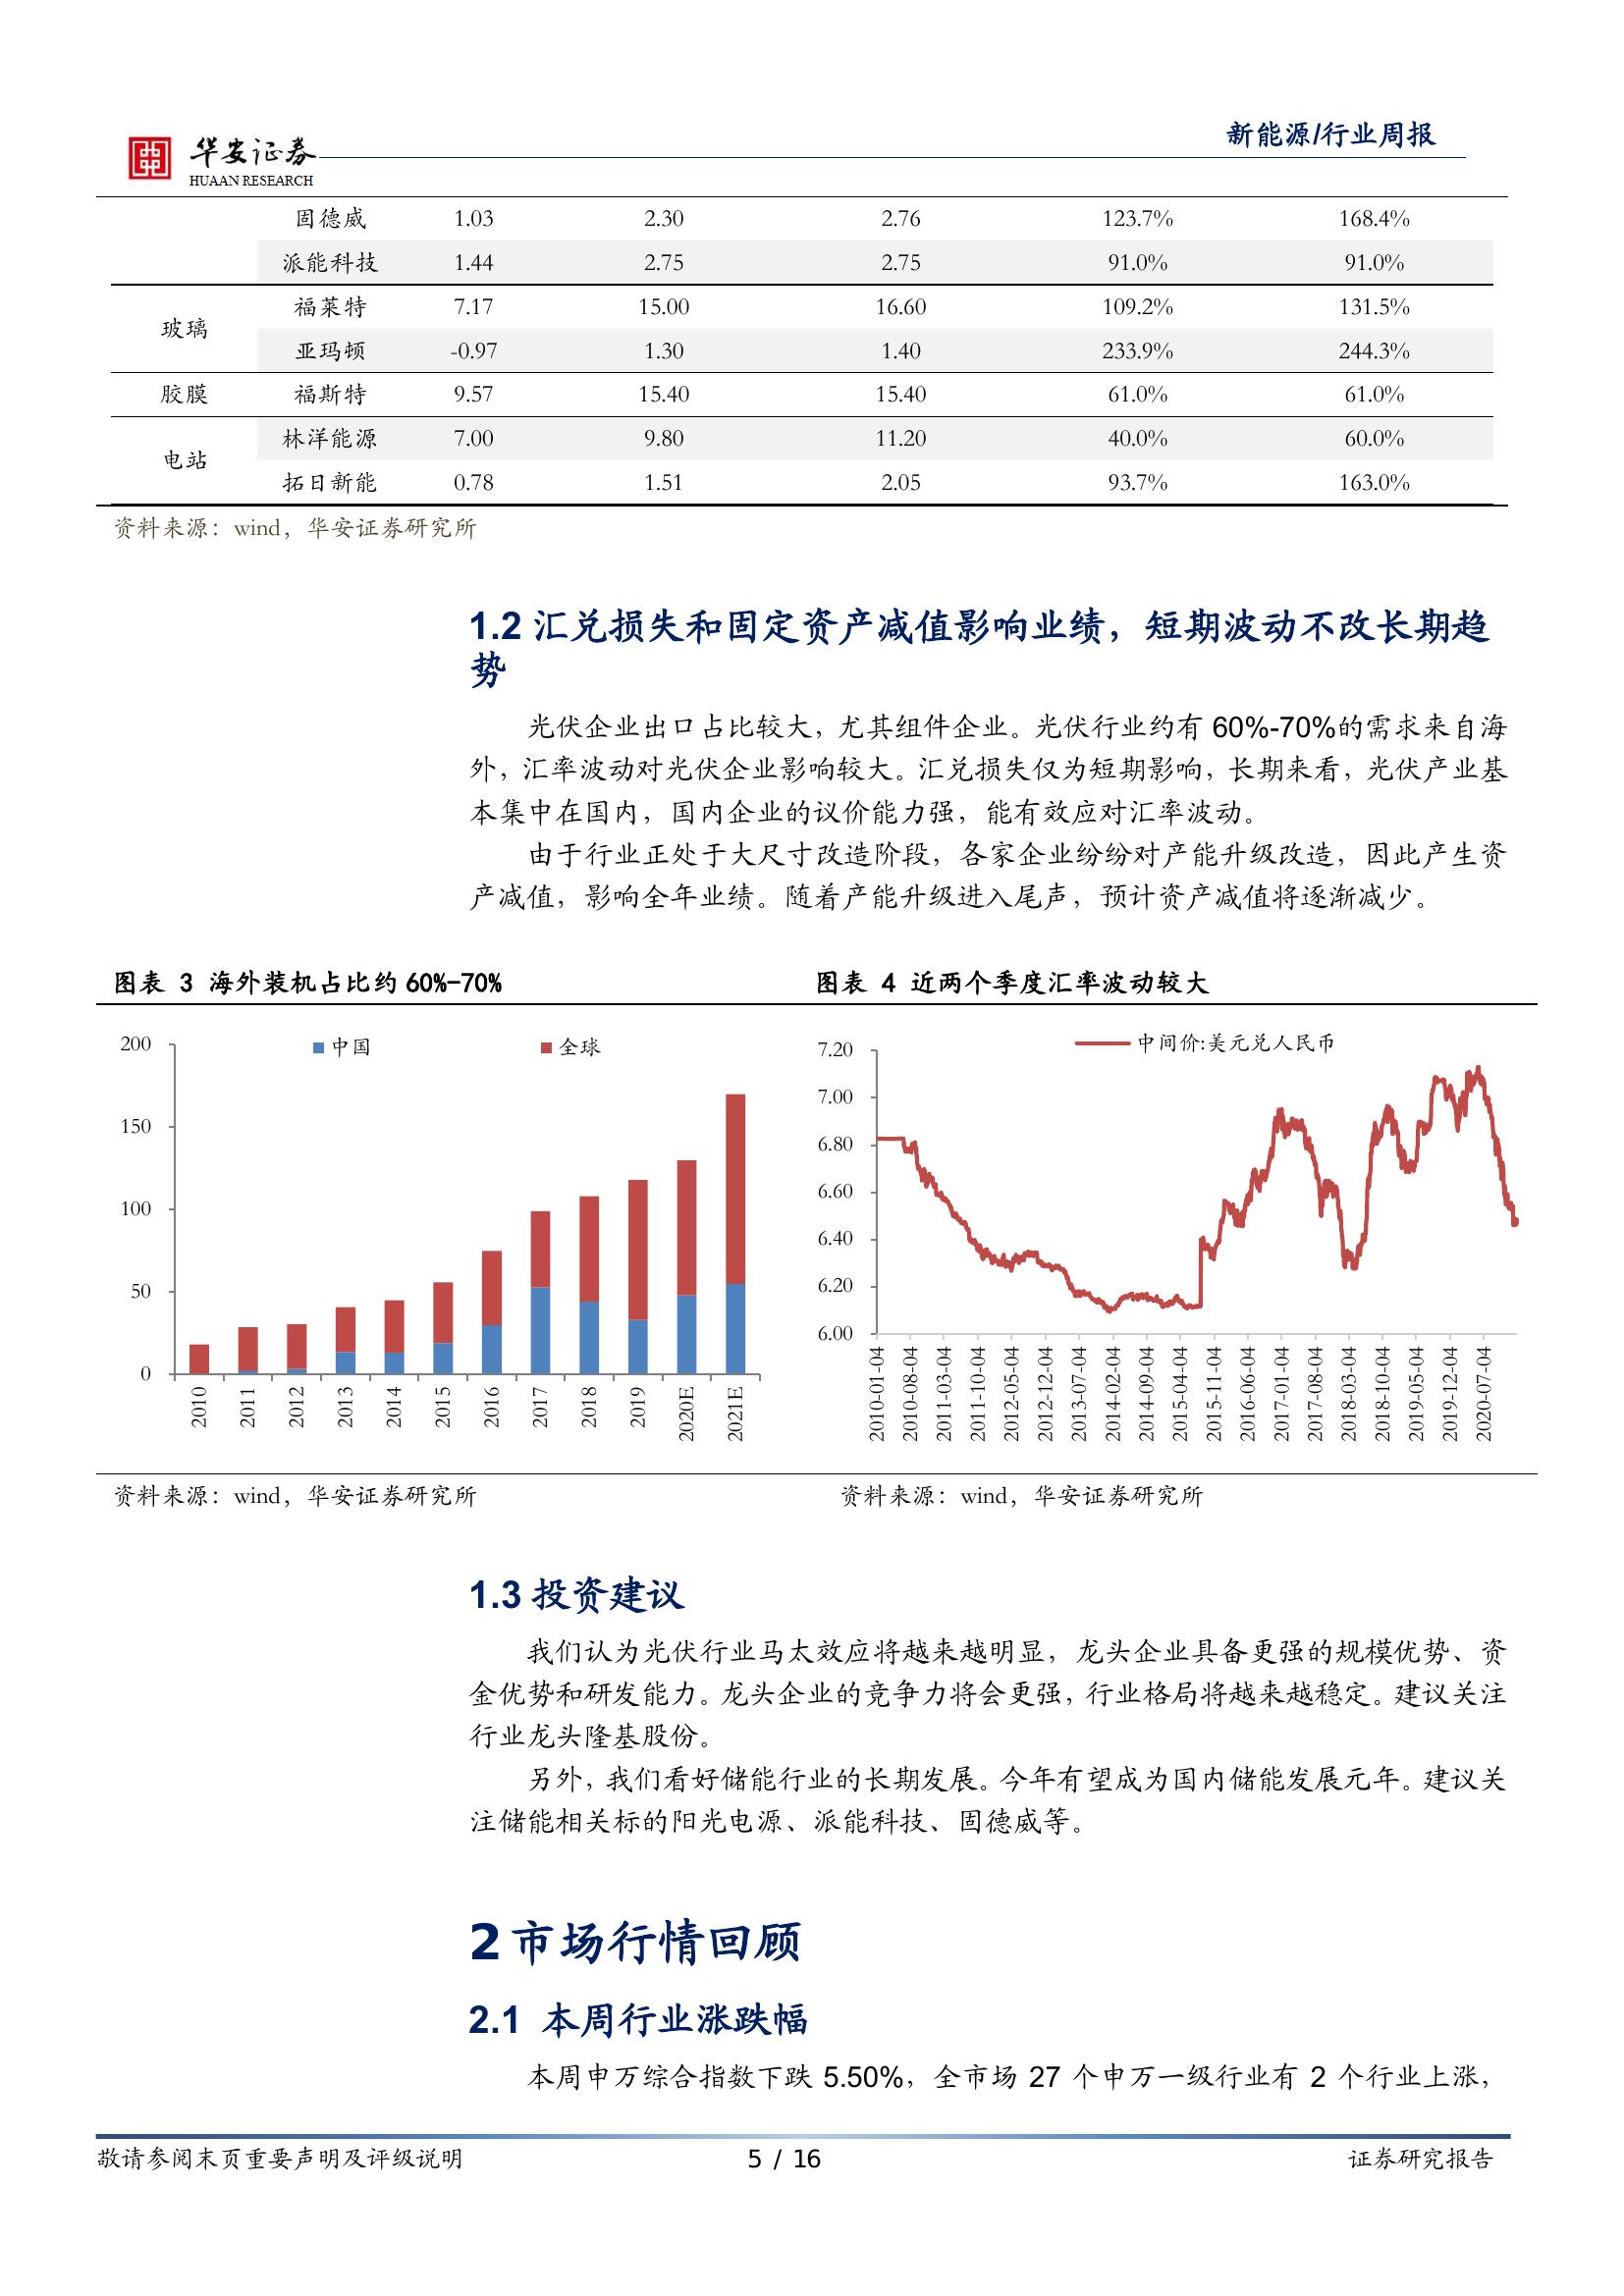 华安证券
HUAAN RESEARCH
新能源/行业周报
固德威 1.03 2.30 2.76 123.7% 168.4%
派能科技 1.44 2.75 2.75 91.0% 91.0%
玻璃
福莱特 7.17 15.00 16.60 109.2% 131.5%
亚玛顿 -0.97 1.30 1.40 233.9% 244.3%
胶膜 福斯特 9.57 15.40 15.40 61.0% 61.0%
电站
林洋能源 7.00 9.80 11.20 40.0% 60.0%
拓日新能 0.78 1.51 2.05 93.7% 163.0%
资料来源：wind，华安证券研究所
1.2 汇兑损失和固定资产减值影响业绩，短期波动不改长期趋
势
光伏企业出口占比较大，尤其组件企业。光伏行业约有 60%-70%的需求来自海
外，汇率波动对光伏企业影响较大。汇兑损失仅为短期影响，长期来看，光伏产业基
本集中在国内，国内企业的议价能力强，能有效应对汇率波动。
由于行业正处于大尺寸改造阶段，各家企业纷纷对产能升级改造，因此产生资
产减值，影响全年业绩。随着产能升级进入尾声，预计资产减值将逐渐减少。
图表 3 海外装机占比约 60%-70%
中国 全球
200
150
100
50
0
2010 2011 2012 2013 2014 2015 2016 2017 2018 2019 2020E 2021E
资料来源：wind，华安证券研究所
图表 4 近两个季度汇率波动较大
中间价:美元兑人民币
7.20
7.00
6.80
6.60
6.40
6.20
6.00
2010-01-04 2010-08-04 2011-03-04 2011-10-04 2012-05-04 2012-12-04 2013-07-04 2014-02-04 2014-09-04 2015-04-04 2015-11-04 2016-06-04 2017-01-04 2017-08-04 2018-03-04 2018-10-04 2019-05-04 2019-12-04 2020-07-04
资料来源：wind，华安证券研究所
1.3 投资建议
我们认为光伏行业马太效应将越来越明显，龙头企业具备更强的规模优势、资
金优势和研发能力。龙头企业的竞争力将会更强，行业格局将越来越稳定。建议关注
行业龙头隆基股份。
另外，我们看好储能行业的长期发展。今年有望成为国内储能发展元年。建议关
注储能相关标的阳光电源、派能科技、固德威等。
2 市场行情回顾
2.1 本周行业涨跌幅
本周申万综合指数下跌 5.50%，全市场 27 个申万一级行业有 2 个行业上涨，
敬请参阅末页重要声明及评级说明 5 / 16 证券研究报告